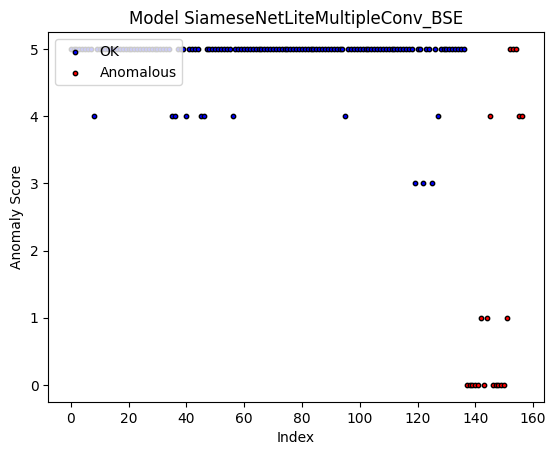 Model SiameseNetLiteMultipleConv_BSE
OK
Anomalous
Anomaly Score
5
4
3
2
1
0
0 20 40 60 80 100 120 140 160
Index